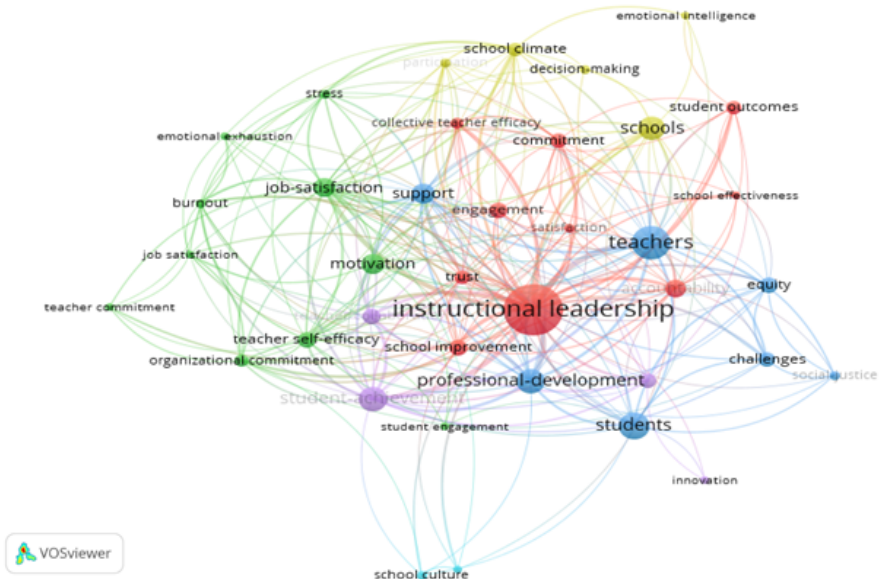 emotional intelligence
school climate
participation
decision-making
stress
student outcomes
collective teacher efficacy
schools
emotional exhaustion
commitment
job-satisfaction
support
school effectiveness
burnout
engagement
satisfaction
teachers
job satisfaction
motivation
trust
equity
accountability
teacher commitment
instructional leadership
teacher self-efficacy
school improvement
organizational commitment
challenges
professional-development
social justice
student-achievement
students
student engagement
innovation
VOSviewer
school culture